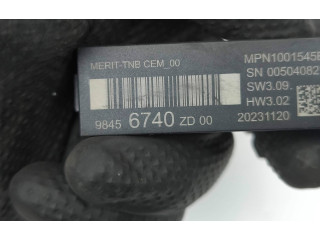 MERIT-TNB CEM_00
9845 6740 ZD 00
MPN1001545
SN 00504082
SW3.09.
HW3.02
20231120